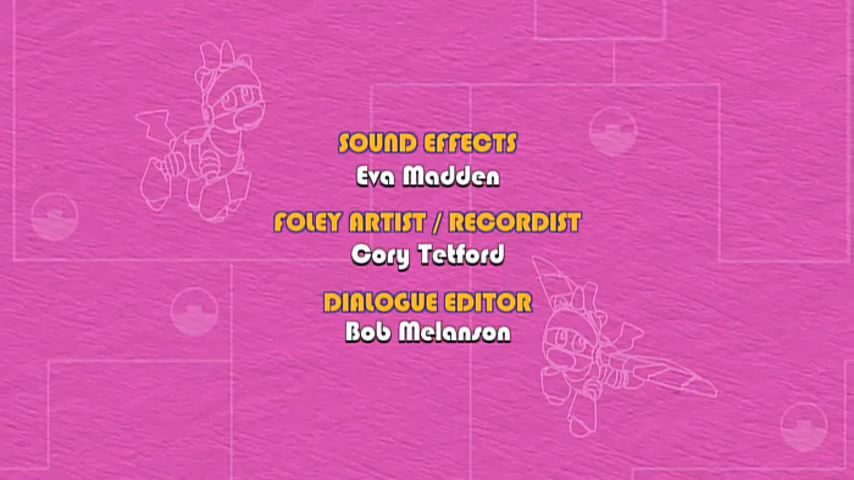 SOUND EFFECTS
Eva Madden
FOLEY ARTIST / RECORDIST
Cory Tetford
DIALOGUE EDITOR
Bob Melanson